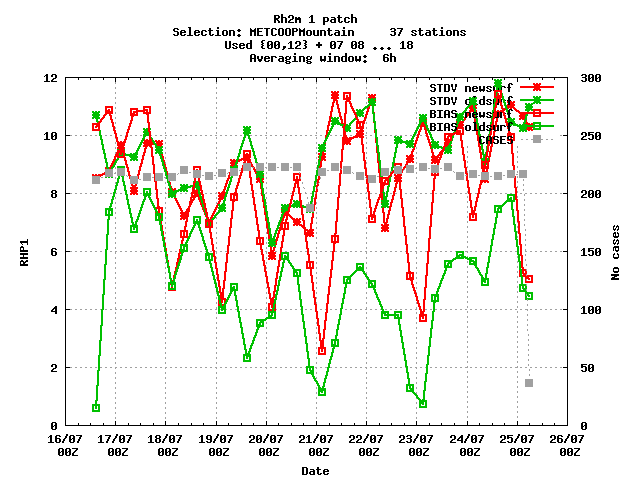 Rh2m 1 patch
Selection: METCOOPMountain 37 stations
Used {00,12} + 07 08 ... 18
Averaging window: 6h
STDV newsurf
STDV oldsurf
BIAS newsurf
BIAS oldsurf
CASES
RHP1
No cases
12
10
8
6
4
2
0
300
250
200
150
100
50
0
16/07 17/07 18/07 19/07 20/07 21/07 22/07 23/07 24/07 25/07 26/07
00Z 00Z 00Z 00Z 00Z 00Z 00Z 00Z 00Z 00Z 00Z
Date